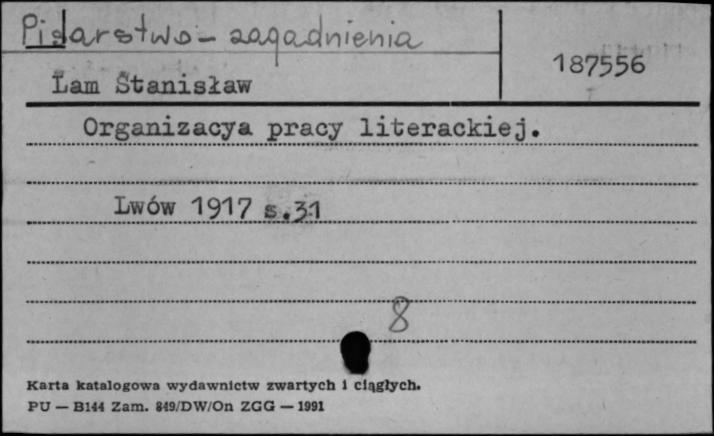 Pisarstwo - zagadnienia
187556
Lam Stanisław
Organizacya pracy literackiej.
Lwów 1917 s.31
8
Karta katalogowa wydawnictw zwartych i ciągłych.
PU — B144 Zam. 849/DW/On ZGG — 1991